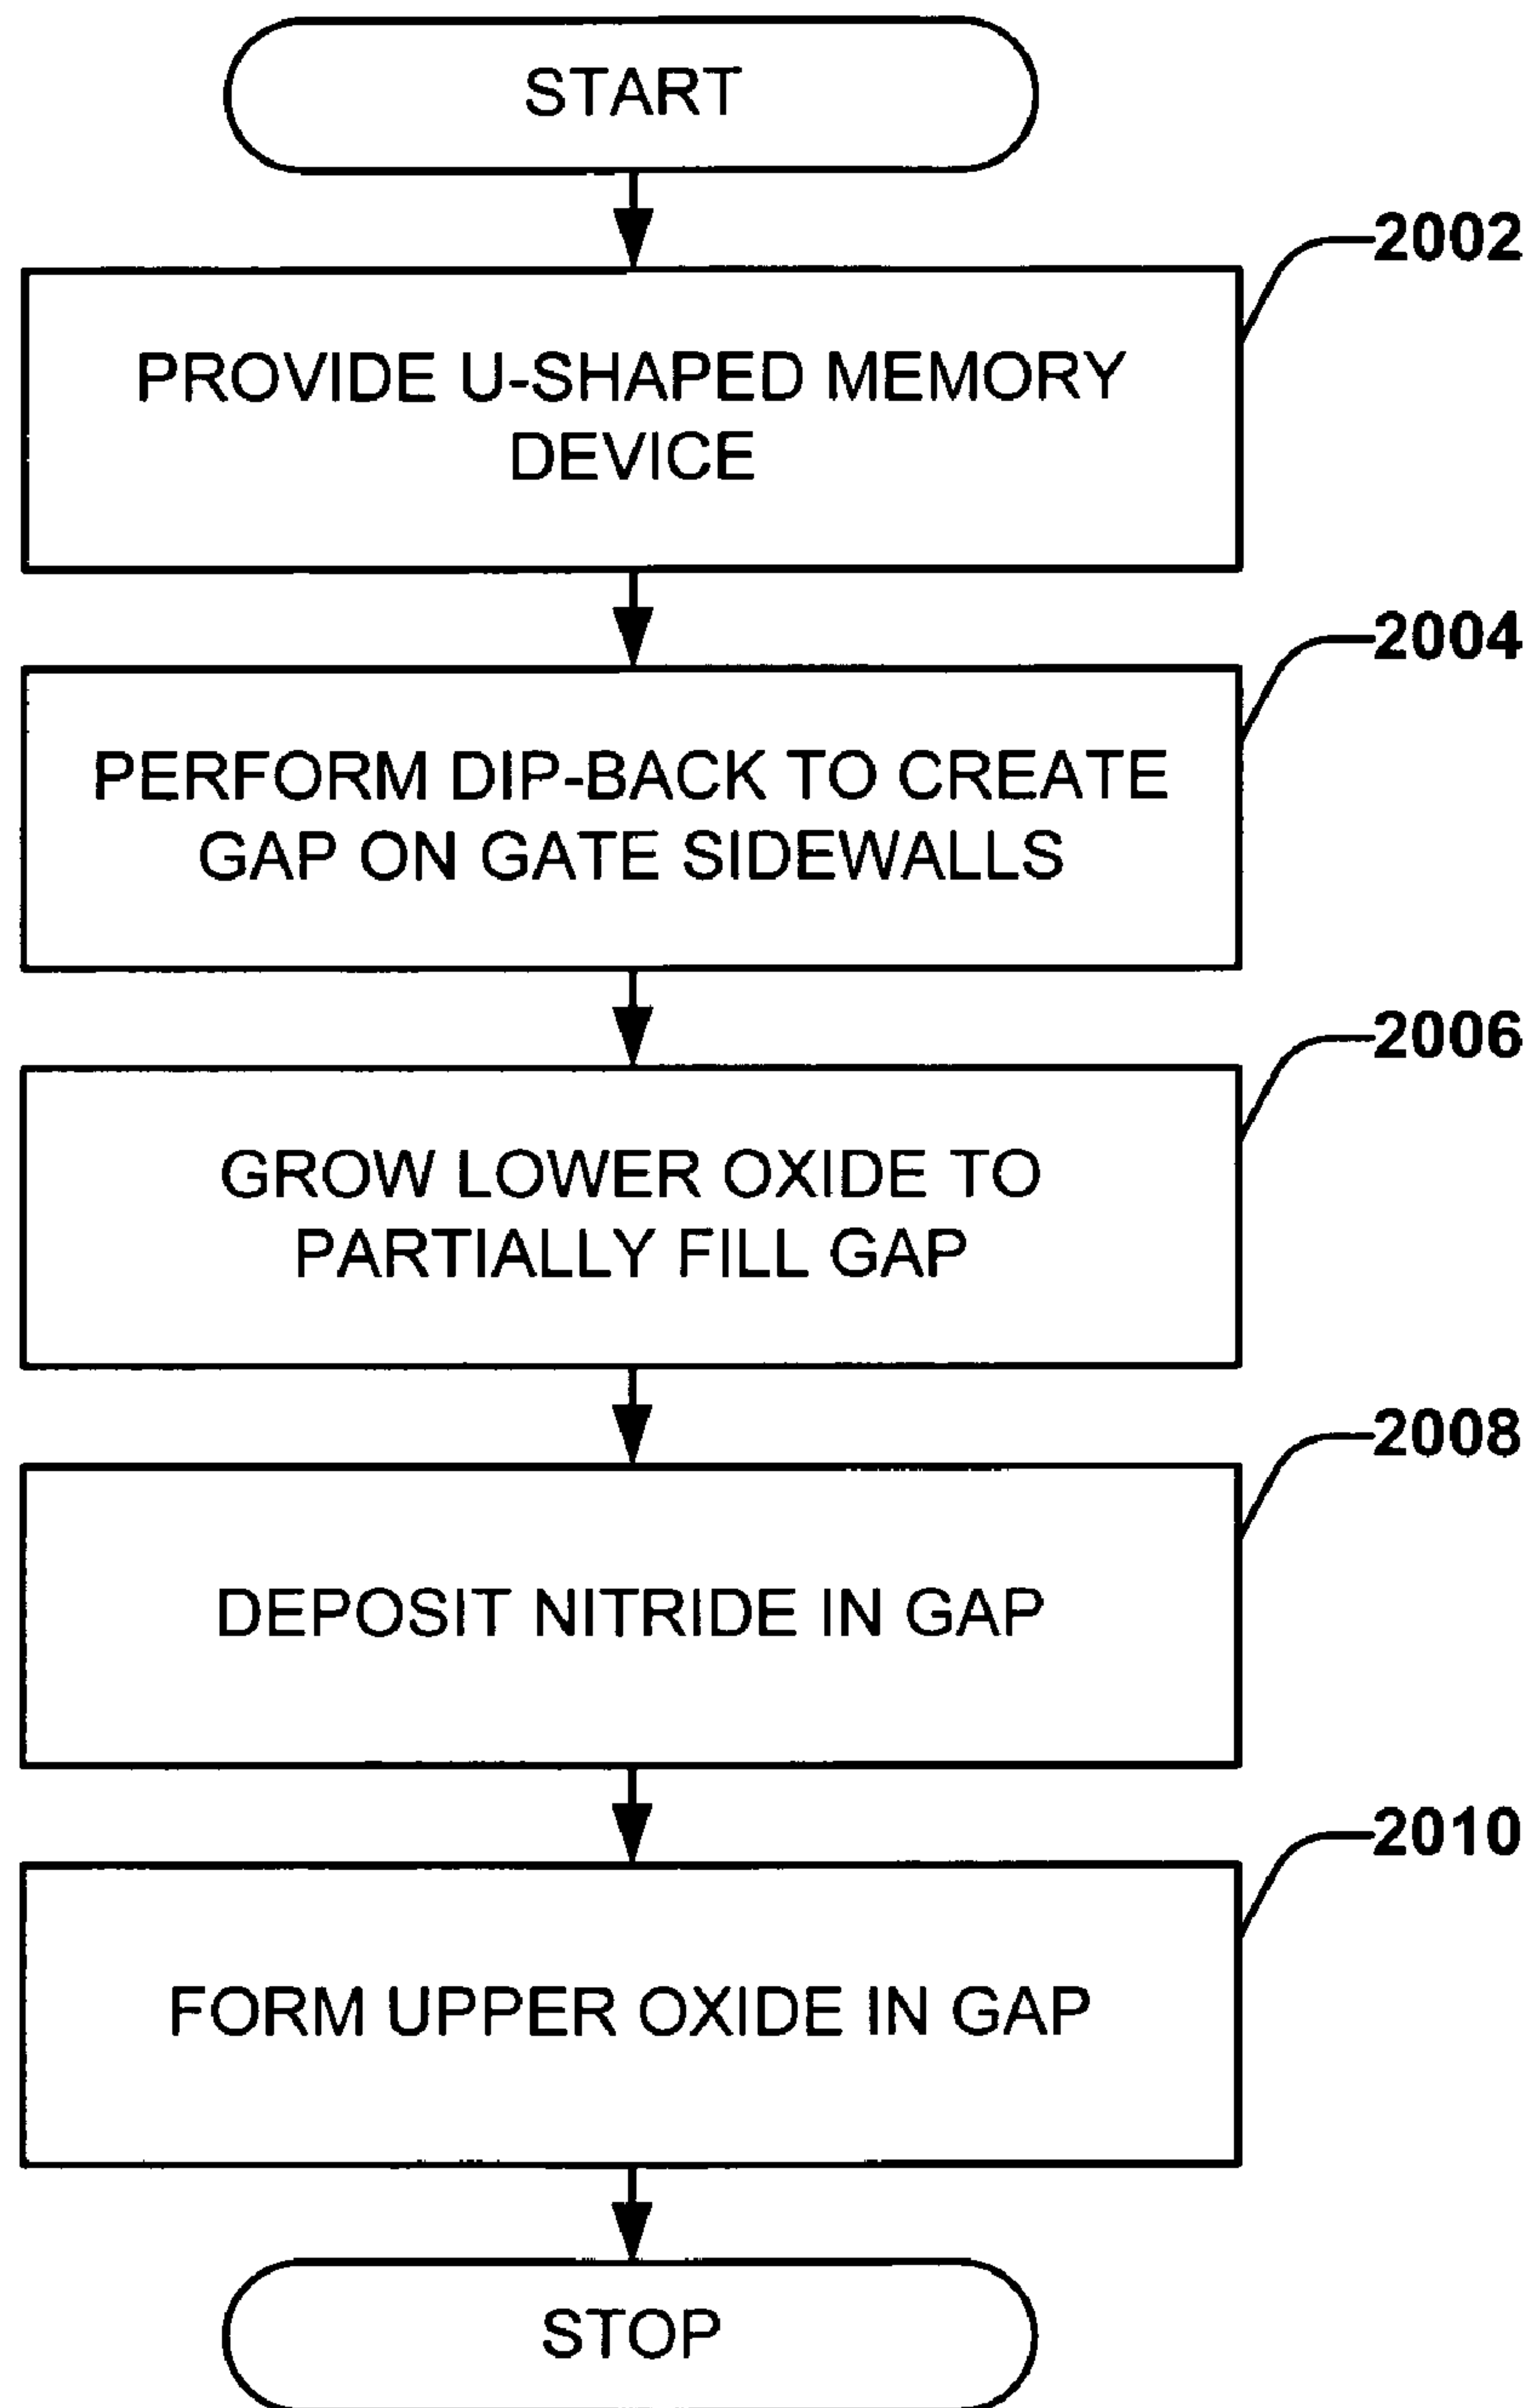 START
2002
PROVIDE U-SHAPED MEMORY
DEVICE
2004
PERFORM DIP-BACK TO CREATE
GAP ON GATE SIDEWALLS
2006
GROW LOWER OXIDE TO
PARTIALLY FILL GAP
2008
DEPOSIT NITRIDE IN GAP
2010
FORM UPPER OXIDE IN GAP
STOP